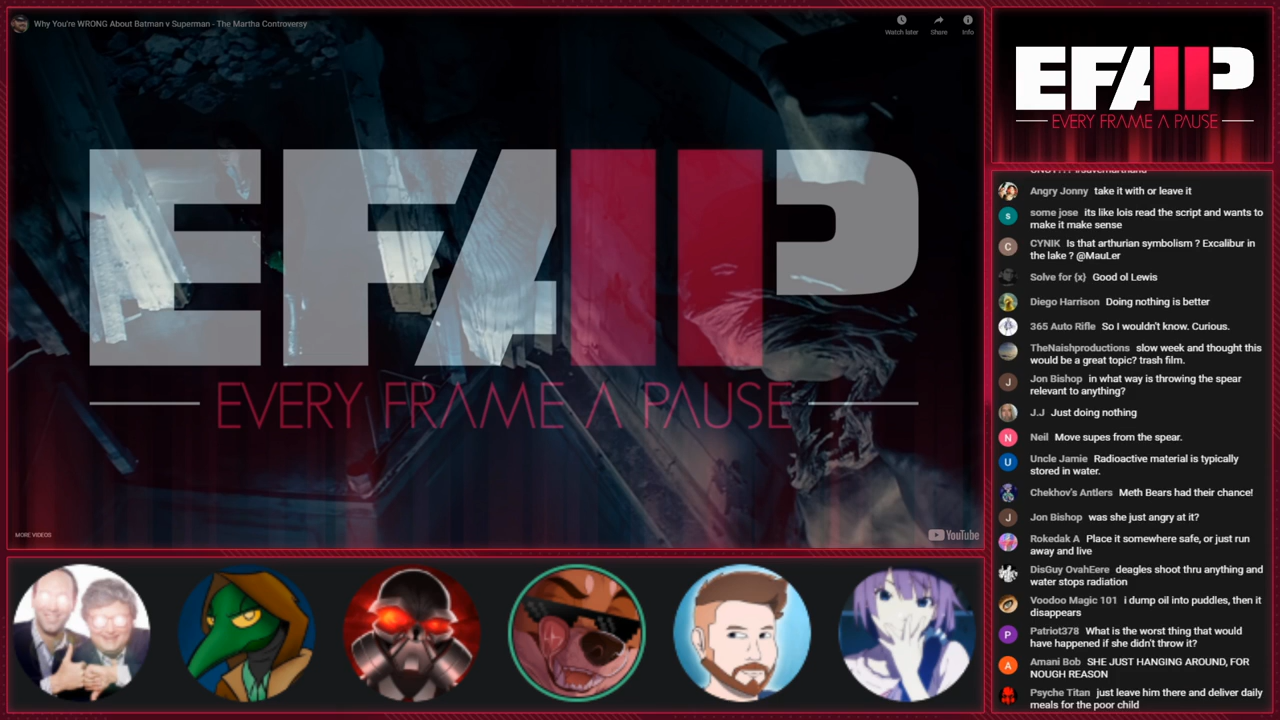 Why You're WRONG About Batman v Superman - The Martha Controversy
Watch later
Share
Info
EFAP
EVERY FRAME A PAUSE
MORE VIDEOS
YouTube
EFAP
EVERY FRAME A PAUSE
Angry Jonny take it with or leave it
some jose its like lois read the script and wants to
make it make sense
CYNIK Is that arthurian symbolism ? Excalibur in
the lake ? @MauLer
Solve for {x} Good ol Lewis
Diego Harrison Doing nothing is better
365 Auto Rifle So I wouldn't know. Curious.
TheNaishproductions slow week and thought this
would be a great topic? trash film.
Jon Bishop in what way is throwing the spear
relevant to anything?
J.J Just doing nothing
Neil Move supes from the spear.
Uncle Jamie Radioactive material is typically
stored in water.
Chekhov's Antlers Meth Bears had their chance!
Jon Bishop was she just angry at it?
Rokedak A Place it somewhere safe, or just run
away and live
DisGuy OvahEere deagles shoot thru anything and
water stops radiation
Voodoo Magic 101 i dump oil into puddles, then it
disappears
Patriot378 What is the worst thing that would
have happened if she didn't throw it?
Amani Bob SHE JUST HANGING AROUND, FOR
NOUGH REASON
Psyche Titan just leave him there and deliver daily
meals for the poor child